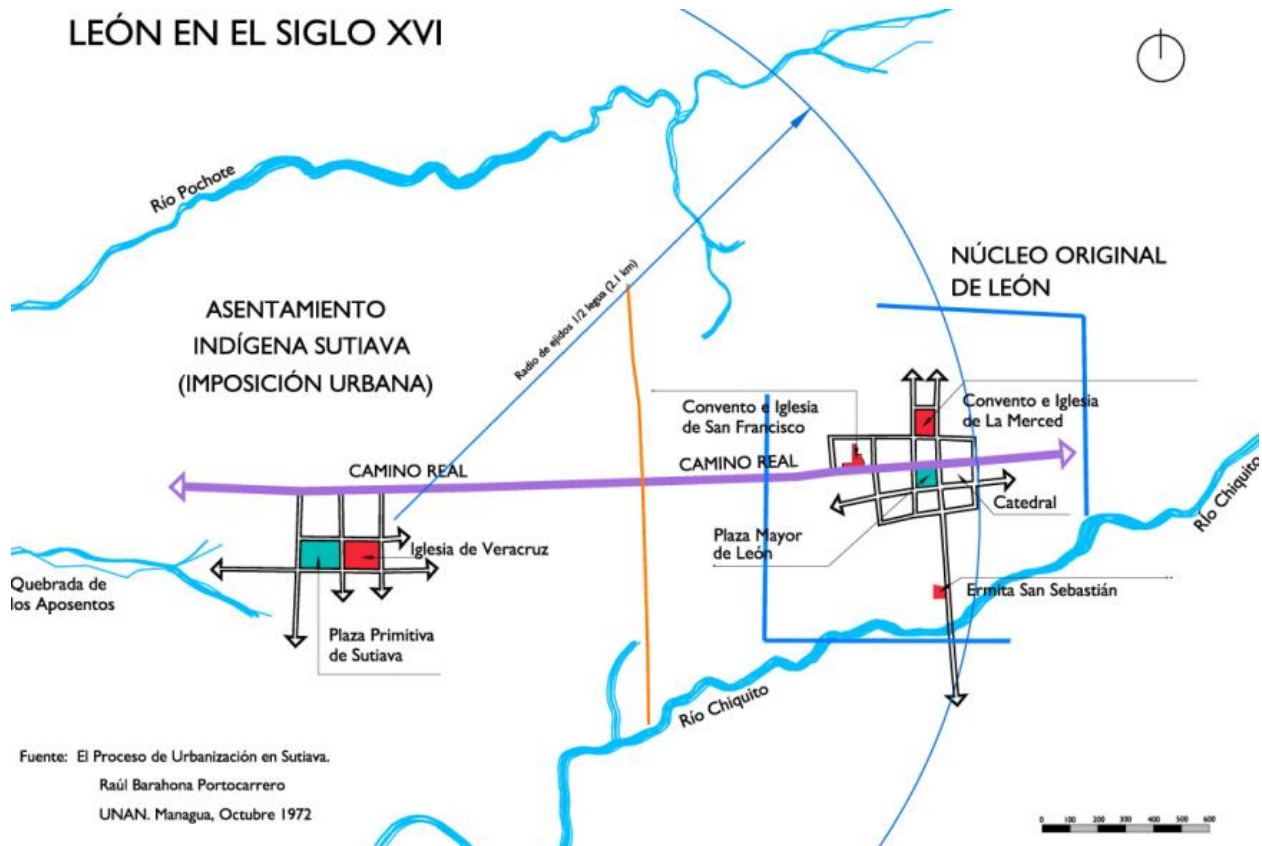 LEÓN EN EL SIGLO XVI
Río Pochote
NÚCLEO ORIGINAL
DE LEÓN
ASENTAMIENTO
INDÍGENA SUTIAVA
(IMPOSICIÓN URBANA)
Radio de ejidos 1/2 legua (2.1 km)
Convento e Iglesia
de San Francisco
Convento e Iglesia
de La Merced
CAMINO REAL
CAMINO REAL
Río Chiquito
Catedral
Plaza Mayor
de León
Iglesia de Veracruz
Quebrada de
los Aposentos
Ermita San Sebastián
Plaza Primitiva
de Sutiava
Río Chiquito
Fuente: El Proceso de Urbanización en Sutiava.
Raúl Barahona Portocarrero
UNAN. Managua, Octubre 1972
0 100 200 300 400 500 600